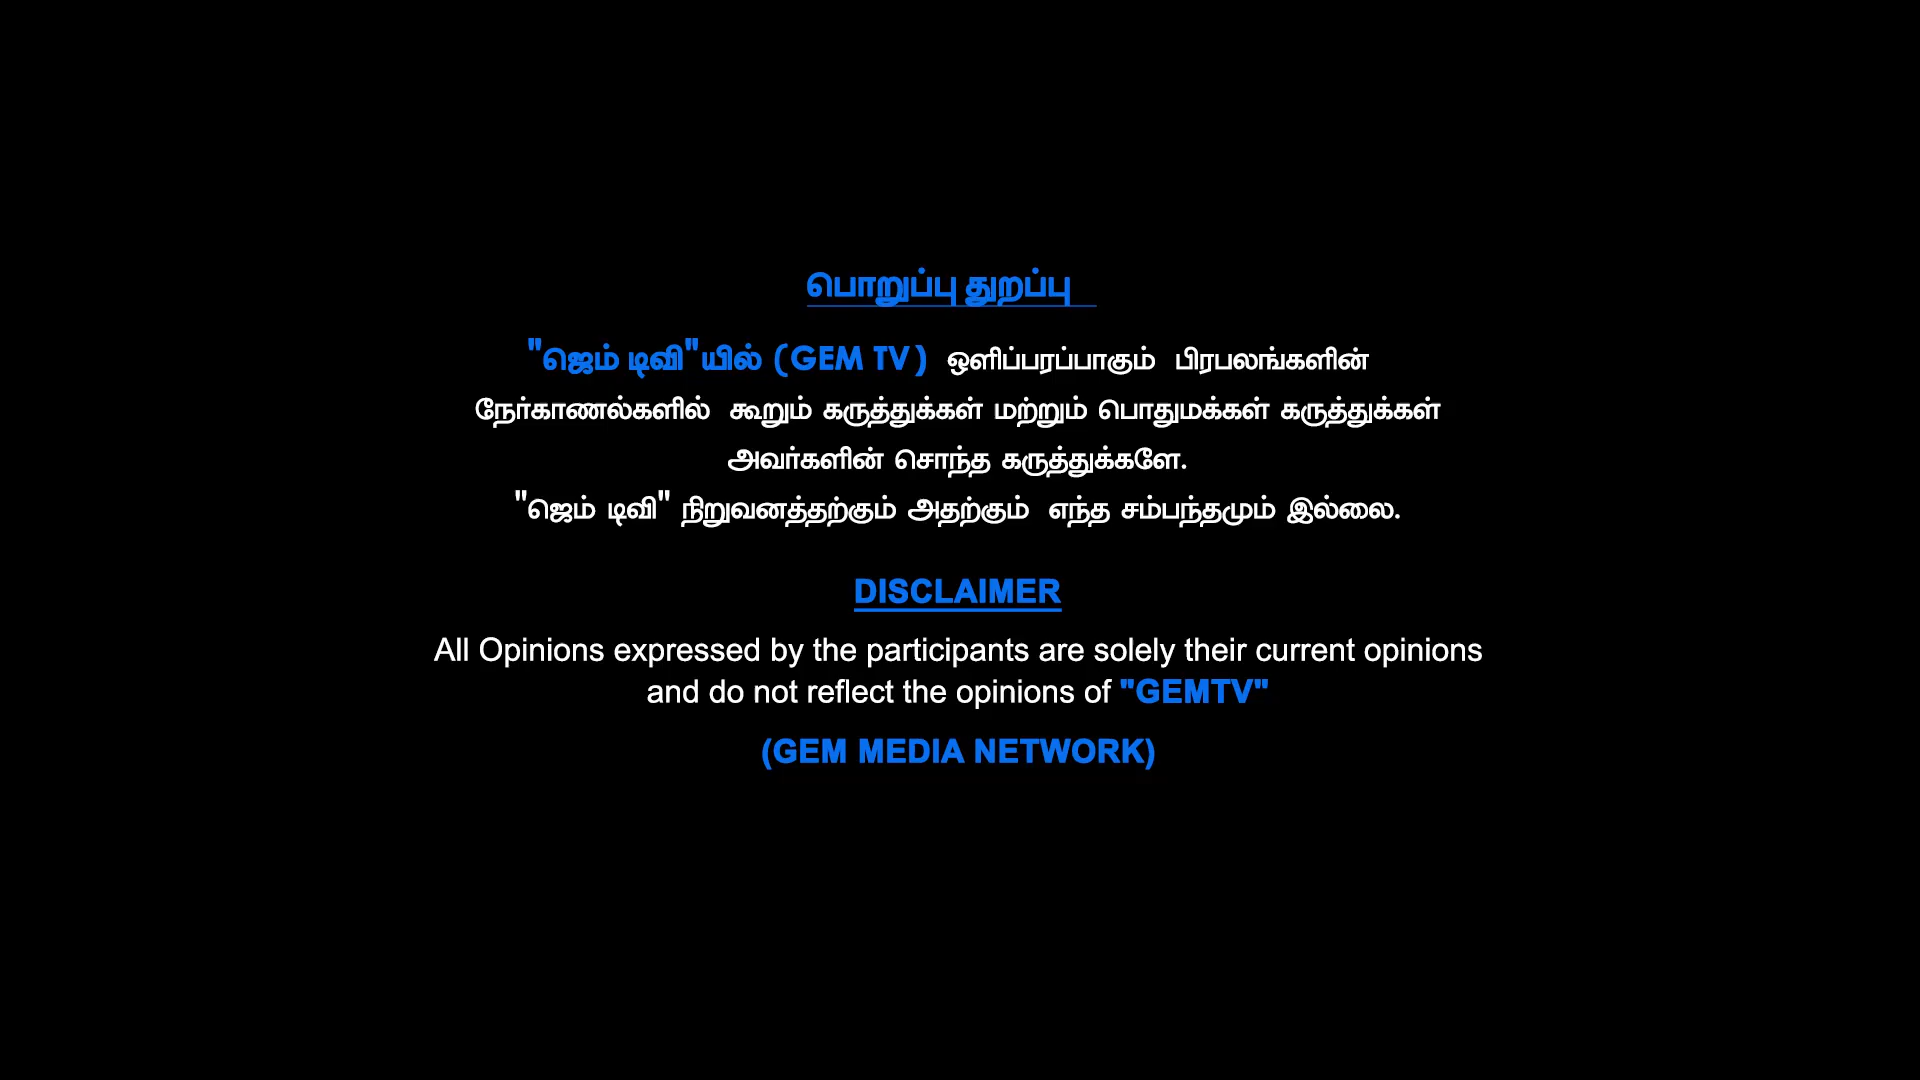 பொறுப்பு துறப்பு
"ஜெம் டிவி"யில் (GEM TV) ஒளிப்பரப்பாகும் பிரபலங்களின்
நேர்காணல்களில் கூறும் கருத்துக்கள் மற்றும் பொதுமக்கள் கருத்துக்கள்
அவர்களின் சொந்த கருத்துக்களே.
"ஜெம் டிவி" நிறுவனத்தற்கும் அதற்கும் எந்த சம்பந்தமும் இல்லை.
DISCLAIMER
All Opinions expressed by the participants are solely their current opinions
and do not reflect the opinions of "GEMTV"
(GEM MEDIA NETWORK)